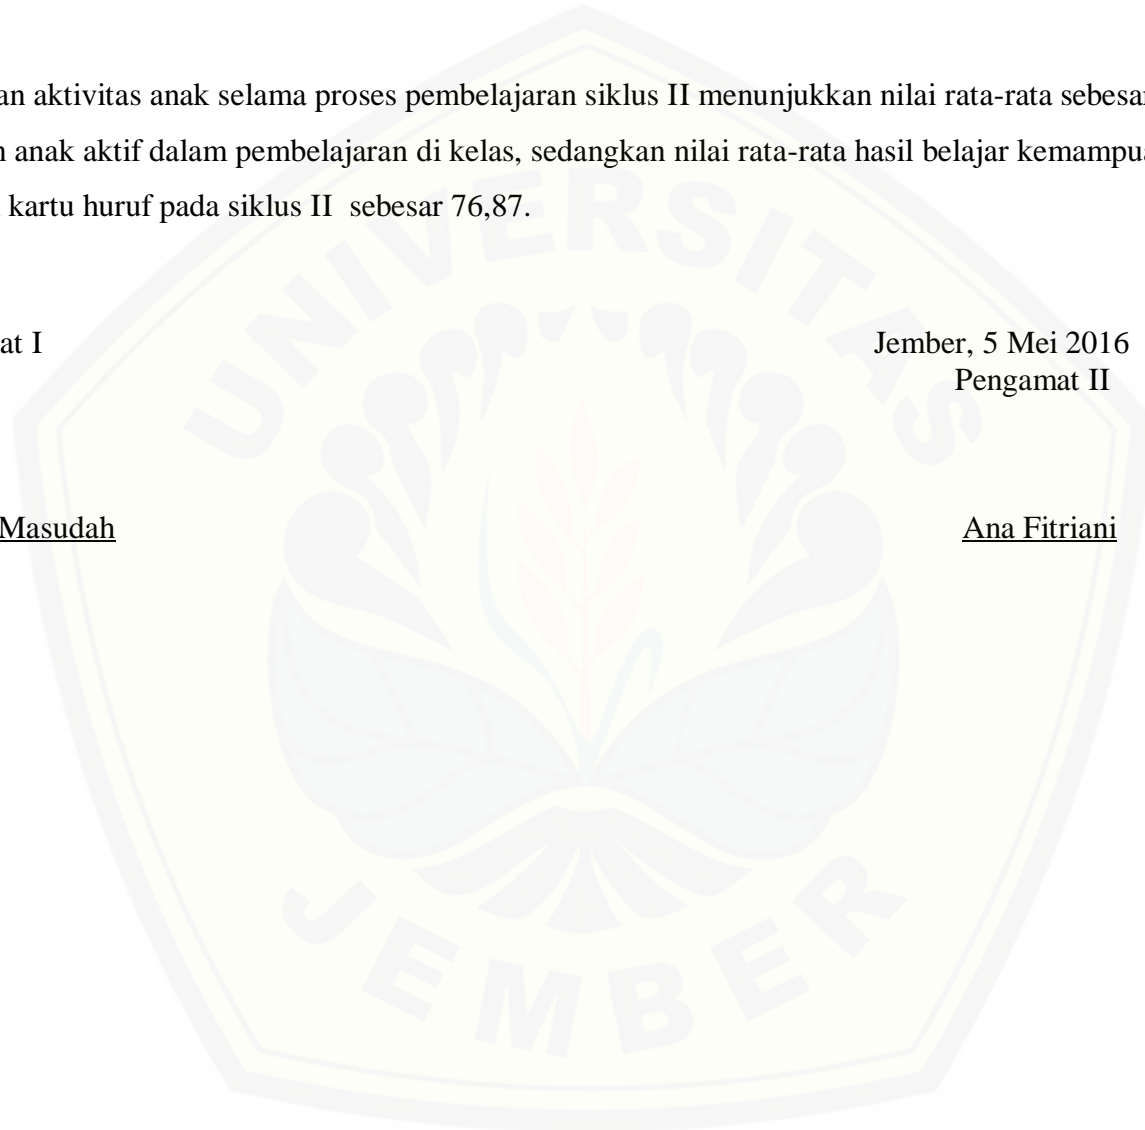 an aktivitas anak selama proses pembelajaran siklus II menunjukkan nilai rata-rata sebesar
n anak aktif dalam pembelajaran di kelas, sedangkan nilai rata-rata hasil belajar kemampua
kartu huruf pada siklus II sebesar 76,87.
at I
Jember, 5 Mei 2016
Pengamat II
Masudah
Ana Fitriani
UNIVERSITAS
JEMBER